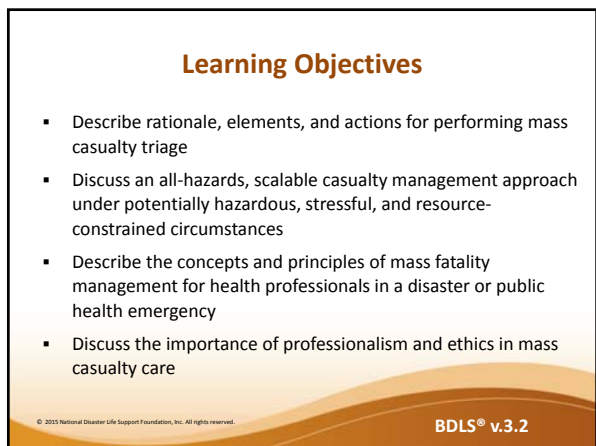 Learning Objectives
▪ Describe rationale, elements, and actions for performing mass
casualty triage
▪ Discuss an all-hazards, scalable casualty management approach
under potentially hazardous, stressful, and resource-
constrained circumstances
▪ Describe the concepts and principles of mass fatality
management for health professionals in a disaster or public
health emergency
▪ Discuss the importance of professionalism and ethics in mass
casualty care
© 2015 National Disaster Life Support Foundation, Inc. All rights reserved.
BDLS® v.3.2